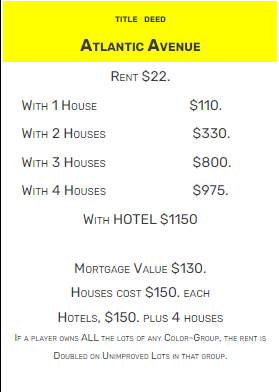 TITLE DEED
ATLANTIC AVENUE
RENT $22.
WITH 1 HOUSE $110.
WITH 2 HOUSES $330.
WITH 3 HOUSES $800.
WITH 4 HOUSES $975.
WITH HOTEL $1150
MORTGAGE VALUE $130.
HOUSES COST $150. EACH
HOTELS, $150. PLUS 4 HOUSES
IF A PLAYER OWNS ALL THE LOTS OF ANY COLOR-GROUP, THE RENT IS
DOUBLED ON UNIMPROVED LOTS IN THAT GROUP.